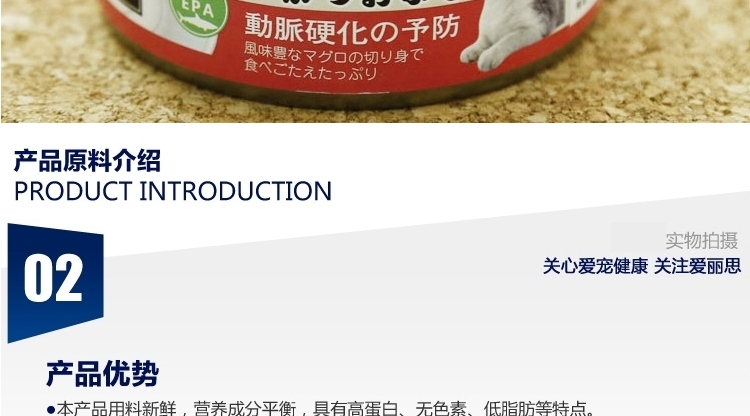 EPA
動脈硬化の予防
風味豊なマグロの切り身で
食べごたえたっぷり
产品原料介绍
PRODUCT INTRODUCTION
实物拍摄
关心爱宠健康 关注爱丽思
02
产品优势
●本产品用料新鲜，营养成分平衡，具有高蛋白、无色素、低脂肪等特点。